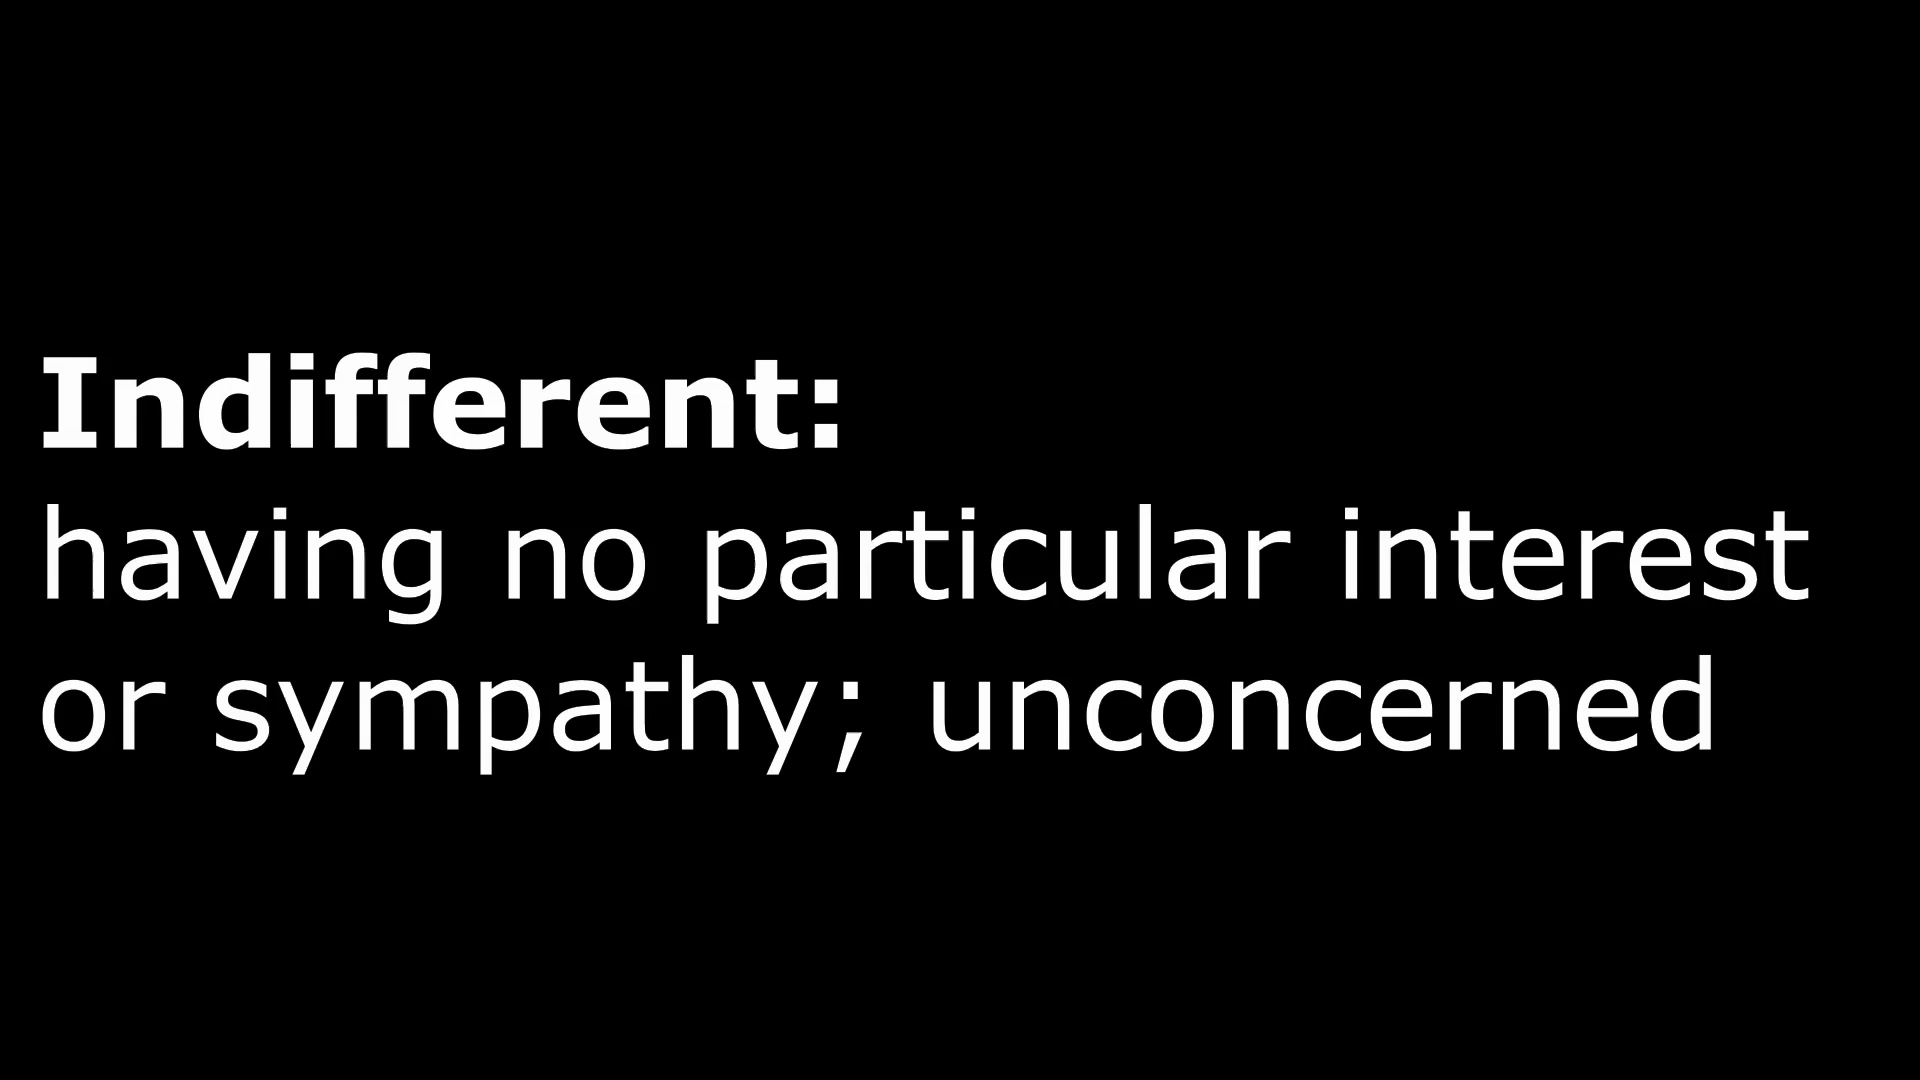 Indifferent:
having no particular interest
or sympathy; unconcerned